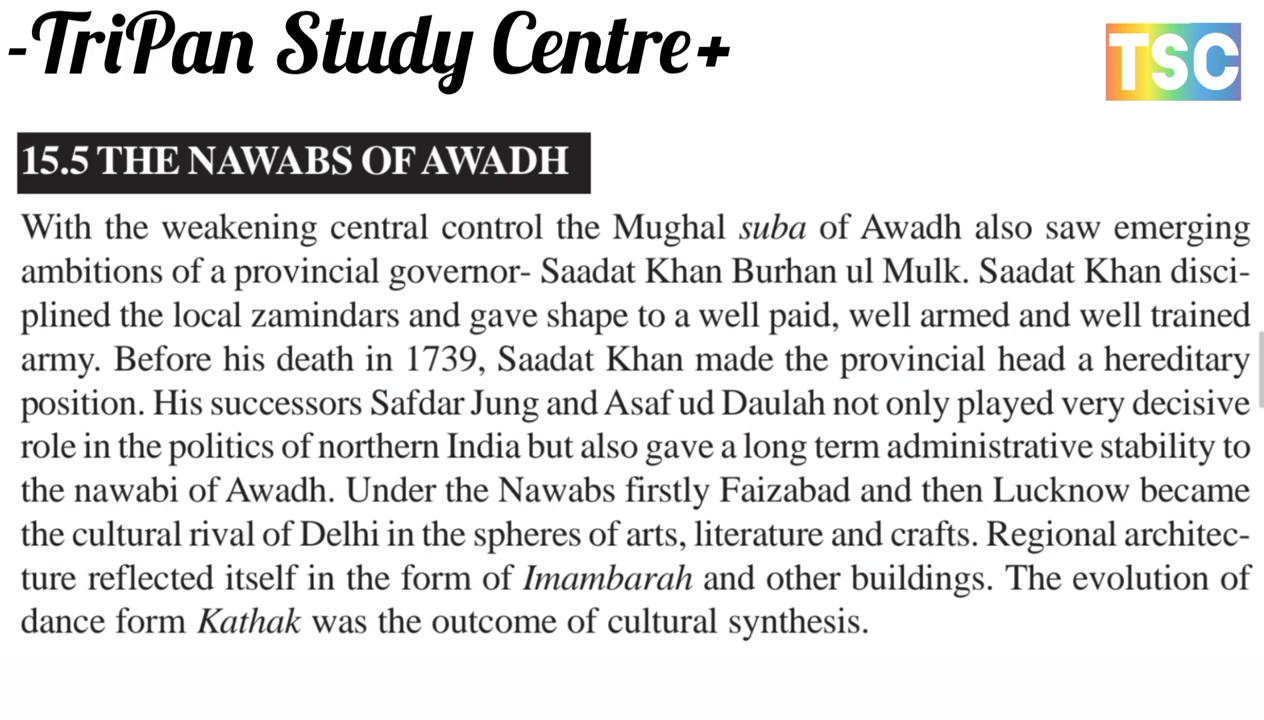 -TriPan Study Centre+
TSC
15.5 THE NAWABS OF AWADH
With the weakening central control the Mughal suba of Awadh also saw emerging
ambitions of a provincial governor- Saadat Khan Burhan ul Mulk. Saadat Khan disci-
plined the local zamindars and gave shape to a well paid, well armed and well trained
army. Before his death in 1739, Saadat Khan made the provincial head a hereditary
position. His successors Safdar Jung and Asaf ud Daulah not only played very decisive
role in the politics of northern India but also gave a long term administrative stability to
the nawabi of Awadh. Under the Nawabs firstly Faizabad and then Lucknow became
the cultural rival of Delhi in the spheres of arts, literature and crafts. Regional architec-
ture reflected itself in the form of Imambarah and other buildings. The evolution of
dance form Kathak was the outcome of cultural synthesis.